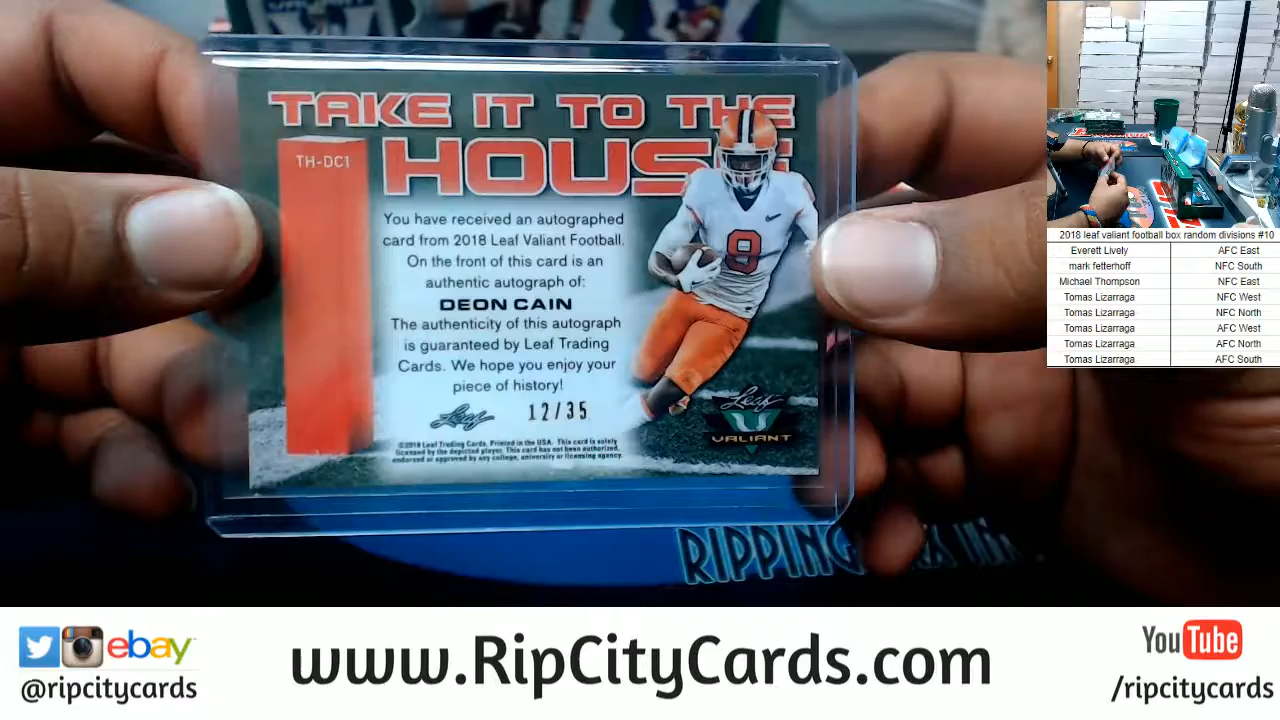 TAKE IT TO THE
HOUSE
TH-DC1
You have received an autographed
card from 2018 Leaf Valiant Football.
On the front of this card is an
authentic autograph of:
DEON CAIN
The authenticity of this autograph
is guaranteed by Leaf Trading
Cards. We hope you enjoy your
piece of history!
Leaf 12/35
©2018 Leaf Trading Cards. Printed in the USA. This card is solely
licensed by the depicted player. This card has not been authorized,
endorsed or approved by any college, university or licensing agency.
9
Leaf
VALIANT
RIPPING
2018 leaf valiant football box random divisions #10
Everett Lively AFC East
mark fetterhoff NFC South
Michael Thompson NFC East
Tomas Lizarraga NFC West
Tomas Lizarraga NFC North
Tomas Lizarraga AFC West
Tomas Lizarraga AFC North
Tomas Lizarraga AFC South
ebay
@ripcitycards
www.RipCityCards.com
YouTube
/ripcitycards